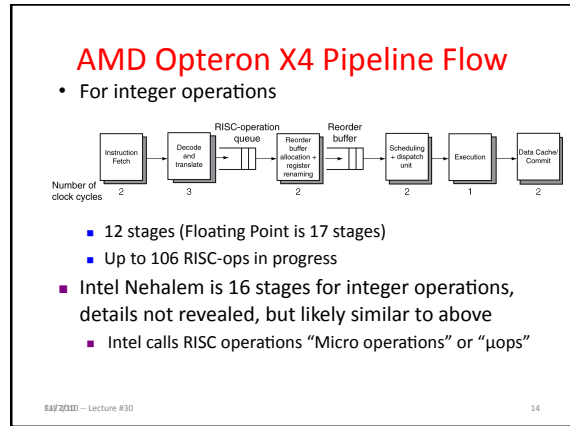 AMD Opteron X4 Pipeline Flow
• For integer operations
RISC-operation
queue
Reorder
buffer
Instruction
Fetch
Decode
and
translate
Reorder
buffer
allocation +
register
renaming
Scheduling
+ dispatch
unit
Execution
Data Cache/
Commit
Number of
clock cycles
2
3
2
2
1
2
■ 12 stages (Floating Point is 17 stages)
■ Up to 106 RISC-ops in progress
■ Intel Nehalem is 16 stages for integer operations,
details not revealed, but likely similar to above
■ Intel calls RISC operations “Micro operations” or “μops”
-- Lecture #30
14